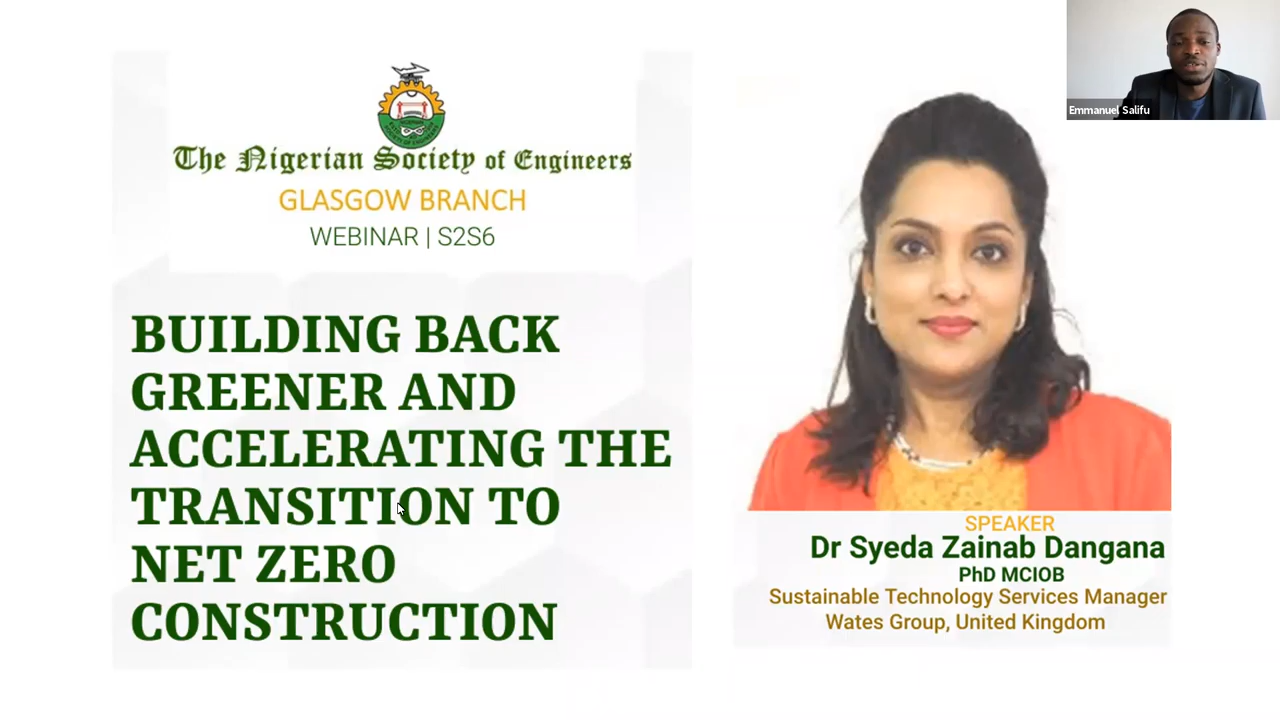 The Nigerian Society of Engineers
GLASGOW BRANCH
WEBINAR | S2S6
BUILDING BACK
GREENER AND
ACCELERATING THE
TRANSITION TO
NET ZERO
CONSTRUCTION
Emmanuel Salifu
SPEAKER
Dr Syeda Zainab Dangana
PhD MCIOB
Sustainable Technology Services Manager
Wates Group, United Kingdom